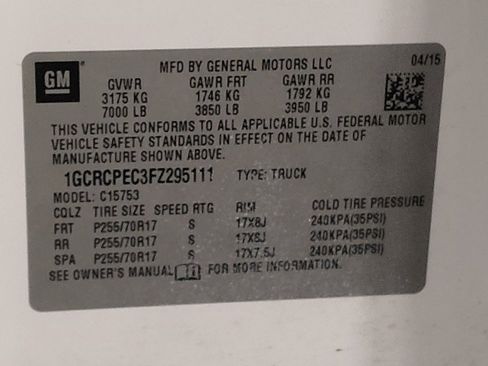 GM
MFD BY GENERAL MOTORS LLC 04/15
GVWR GAWR FRT GAWR RR
3175 KG 1746 KG 1792 KG
7000 LB 3850 LB 3950 LB
THIS VEHICLE CONFORMS TO ALL APPLICABLE U.S. FEDERAL MOTOR
VEHICLE SAFETY STANDARDS IN EFFECT ON THE DATE OF
MANUFACTURE SHOWN ABOVE.
1GCRCPEC3FZ295111 TYPE: TRUCK
MODEL: C15753
CQLZ TIRE SIZE SPEED RTG RIM COLD TIRE PRESSURE
FRT P255/70R17 S 17X8J 240KPA(35PSI)
RR P255/70R17 S 17X8J 240KPA(35PSI)
SPA P255/70R17 S 17X7.5J 240KPA(35PSI)
SEE OWNER'S MANUAL FOR MORE INFORMATION.